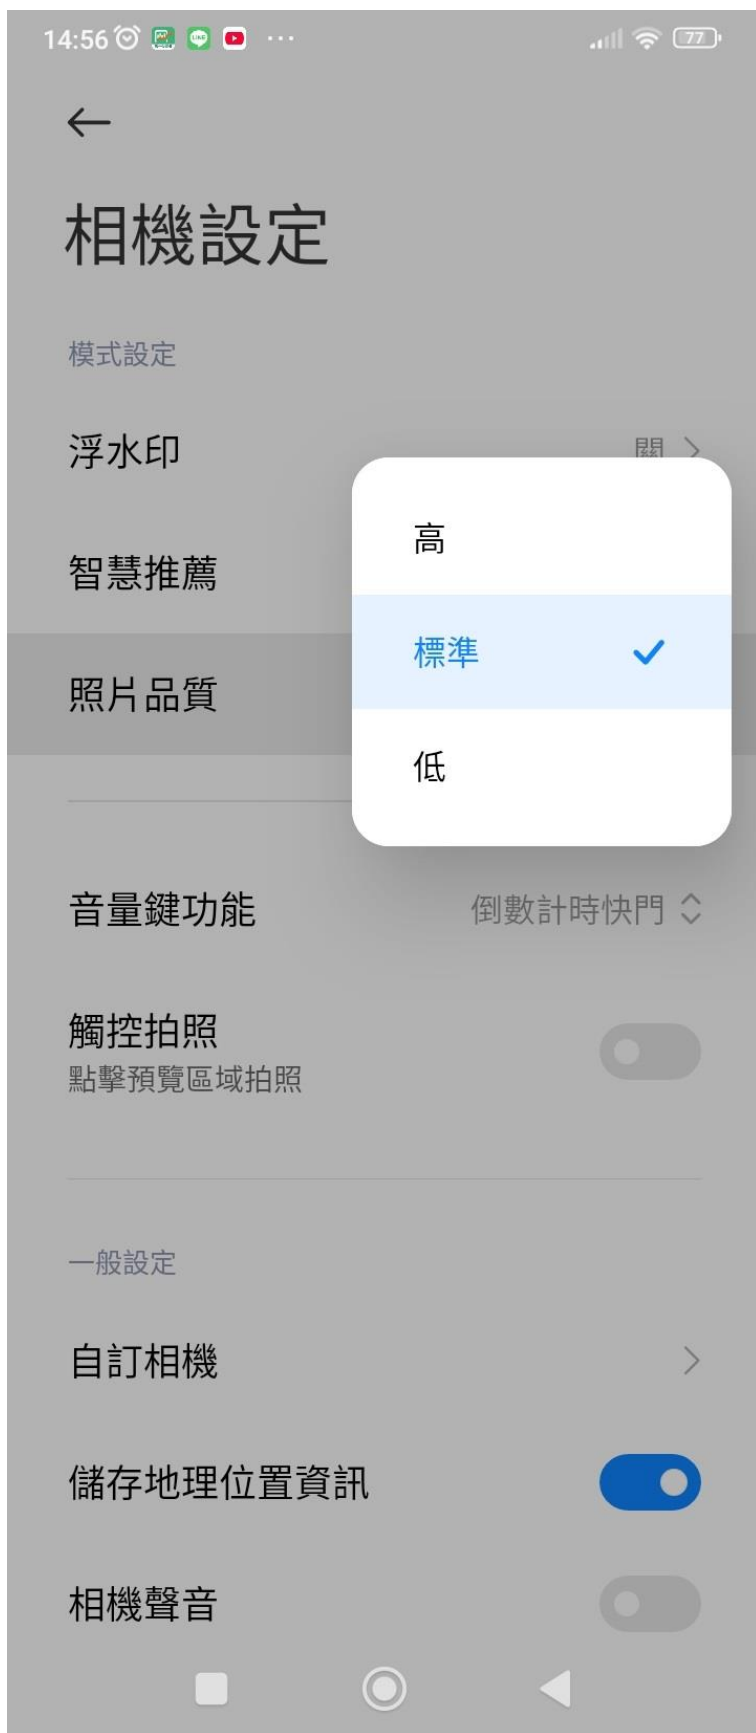 14:56
77
相機設定
模式設定
浮水印 關
智慧推薦
照片品質
高
標準
低
音量鍵功能 倒數計時快門
觸控拍照
點擊預覽區域拍照
一般設定
自訂相機
儲存地理位置資訊
相機聲音